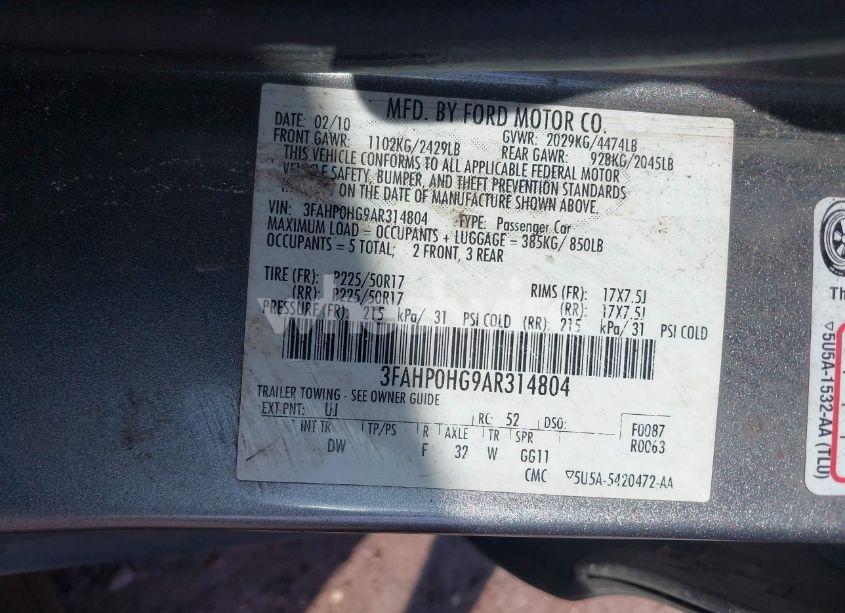 MFD. BY FORD MOTOR CO.
DATE: 02/10 GVWR: 2029KG/4474LB
FRONT GAWR: 1102KG/2429LB REAR GAWR: 928KG/2045LB
THIS VEHICLE CONFORMS TO ALL APPLICABLE FEDERAL MOTOR
VEHICLE SAFETY, BUMPER, AND THEFT PREVENTION STANDARDS
ON THE DATE OF MANUFACTURE SHOWN ABOVE.
VIN: 3FAHP0HG9AR314804 TYPE: Passenger Car
MAXIMUM LOAD = OCCUPANTS + LUGGAGE = 385KG/850LB
OCCUPANTS = 5 TOTAL; 2 FRONT, 3 REAR
TIRE (FR): P225/50R17 RIMS (FR): 17X7.5J
(RR): P225/50R17 (RR): 17X7.5J
PRESSURE (FR): 215 kPa/31 PSI COLD (RR): 215 kPa/31 PSI COLD
3FAHP0HG9AR314804
TRAILER TOWING - SEE OWNER GUIDE
EXT PNT: UJ RC: 52 DSO: F0087
INT TR TP/PS R AXLE TR SPR R0063
DW F 32 W GG11
CMC ▽5U5A-5420472-AA
Th
▽5U5A-1532-AA (TLU)